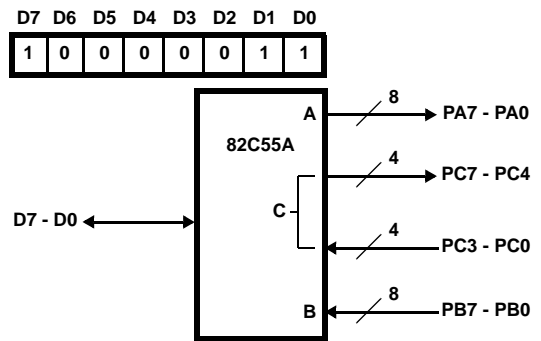 D7 D6 D5 D4 D3 D2 D1 D0
1 0 0 0 0 0 1 1
8
A PA7 - PA0
82C55A
4
PC7 - PC4
C
D7 - D0
4
PC3 - PC0
8
B PB7 - PB0